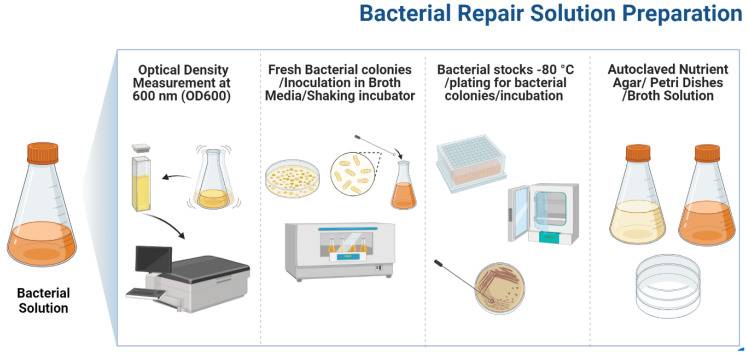 Bacterial Repair Solution Preparation
Optical Density
Measurement at
600 nm (OD600)
Fresh Bacterial colonies
/Inoculation in Broth
Media/Shaking incubator
Bacterial stocks -80 °C
/plating for bacterial
colonies/incubation
Autoclaved Nutrient
Agar/ Petri Dishes
/Broth Solution
Bacterial
Solution